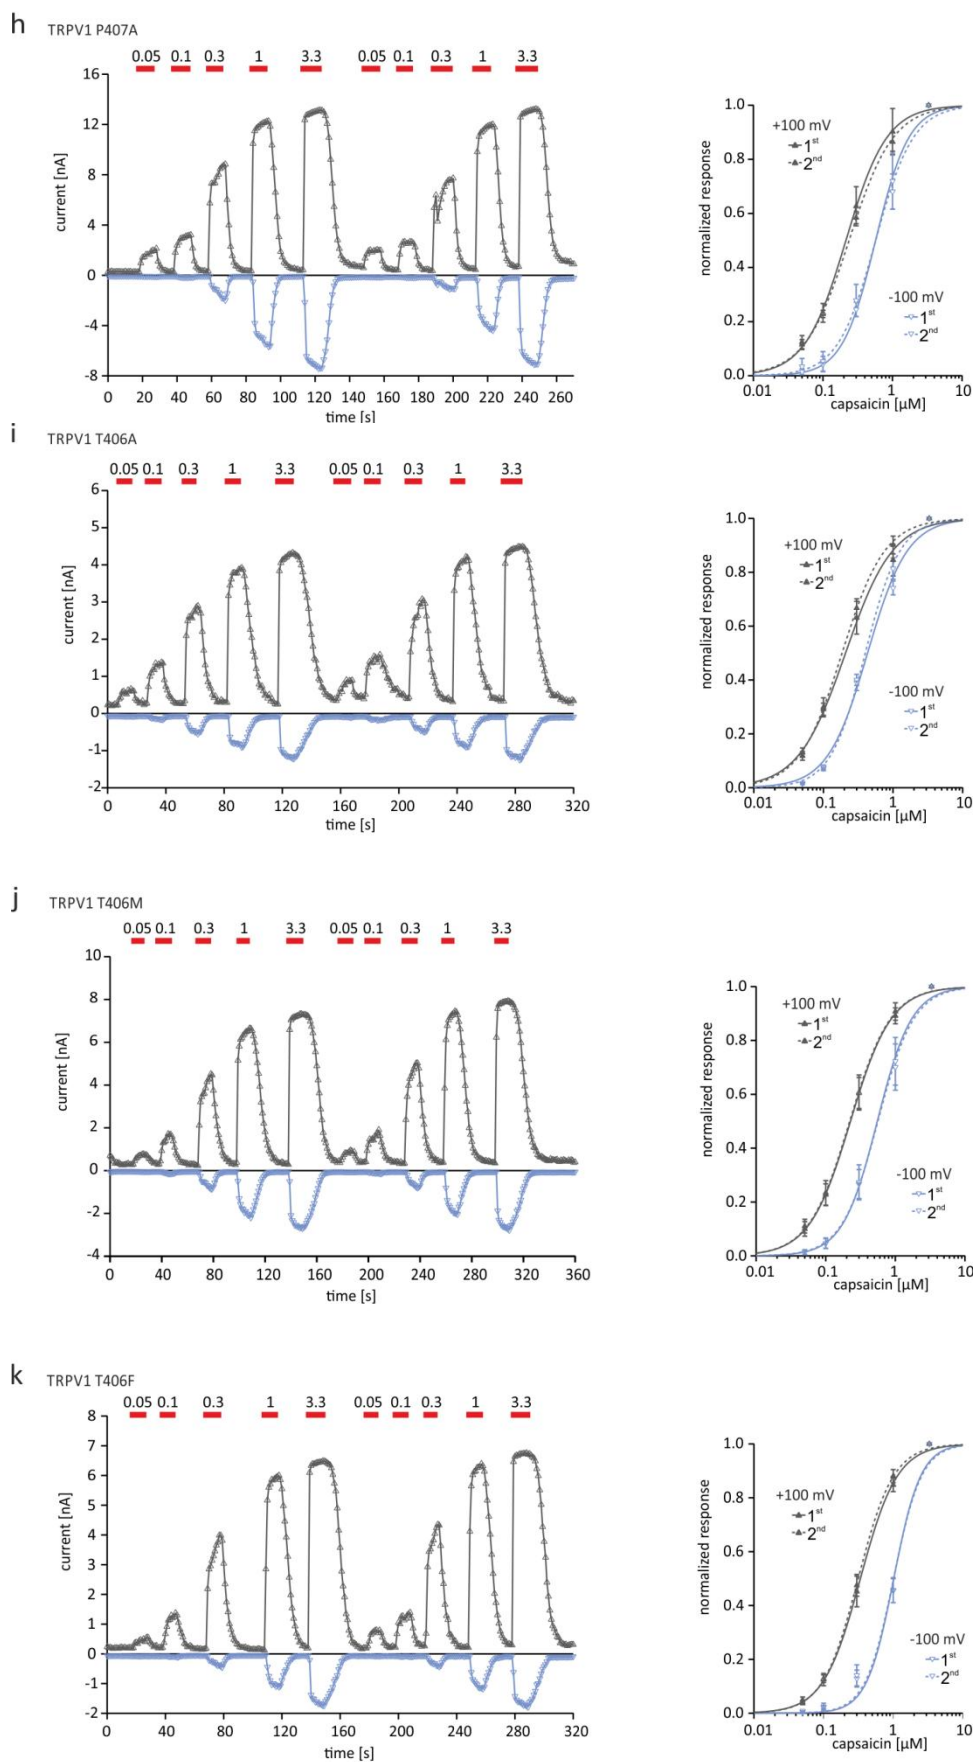 h TRPV1 P407A
0.05 0.1 0.3 1 3.3 0.05 0.1 0.3 1 3.3
16
12
8
4
0
-4
-8
current [nA]
0 20 40 60 80 100 120 140 160 180 200 220 240 260
time [s]
1.0
0.8
0.6
0.4
0.2
0.0
normalized response
+100 mV
1st
2nd
-100 mV
1st
2nd
0.01 0.1 1 10
capsaicin [µM]
i TRPV1 T406A
0.05 0.1 0.3 1 3.3 0.05 0.1 0.3 1 3.3
6
5
4
3
2
1
0
-1
-2
current [nA]
0 40 80 120 160 200 240 280 320
time [s]
1.0
0.8
0.6
0.4
0.2
0.0
normalized response
+100 mV
1st
2nd
-100 mV
1st
2nd
0.01 0.1 1 10
capsaicin [µM]
j TRPV1 T406M
0.05 0.1 0.3 1 3.3 0.05 0.1 0.3 1 3.3
10
8
6
4
2
0
-2
-4
current [nA]
0 40 80 120 160 200 240 280 320 360
time [s]
1.0
0.8
0.6
0.4
0.2
0.0
normalized response
+100 mV
1st
2nd
-100 mV
1st
2nd
0.01 0.1 1 10
capsaicin [µM]
k TRPV1 T406F
0.05 0.1 0.3 1 3.3 0.05 0.1 0.3 1 3.3
8
7
6
5
4
3
2
1
0
-1
-2
current [nA]
0 40 80 120 160 200 240 280 320
time [s]
1.0
0.8
0.6
0.4
0.2
0.0
normalized response
+100 mV
1st
2nd
-100 mV
1st
2nd
0.01 0.1 1 10
capsaicin [µM]